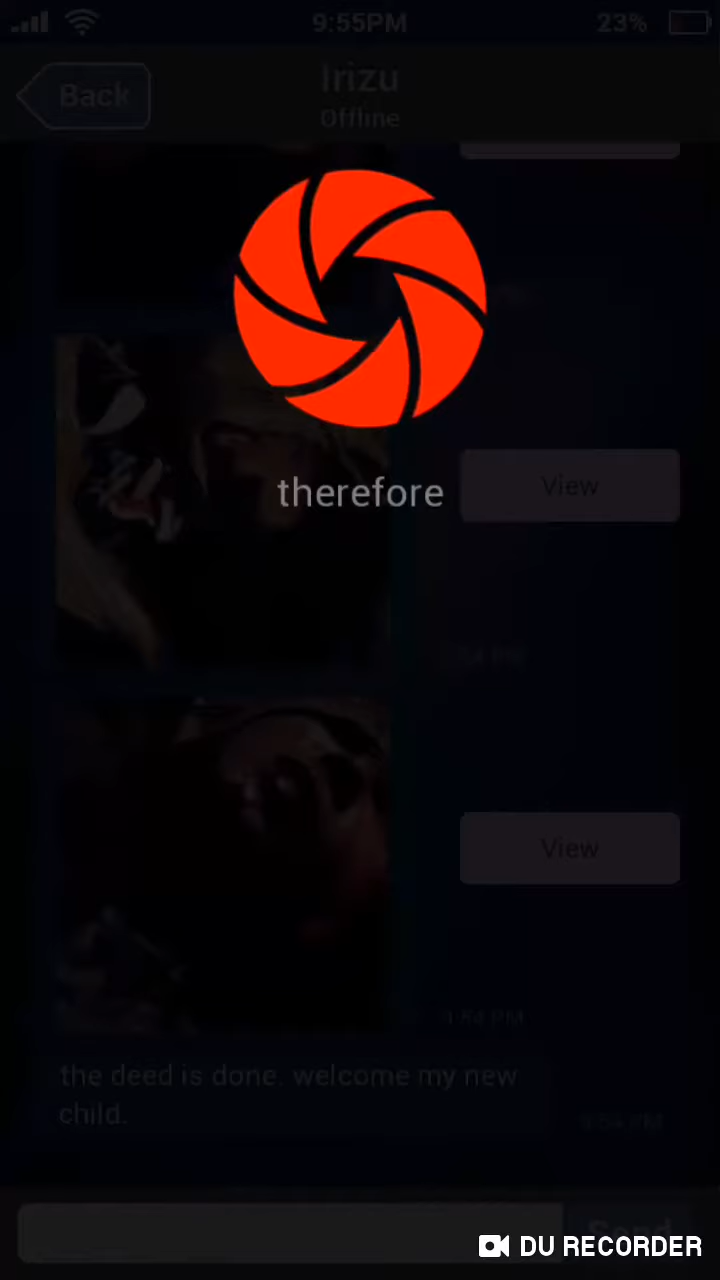 9:55PM
23%
Back
Irizu
Offline
therefore
View
View
the deed is done. welcome my new
child.
Send
DU RECORDER